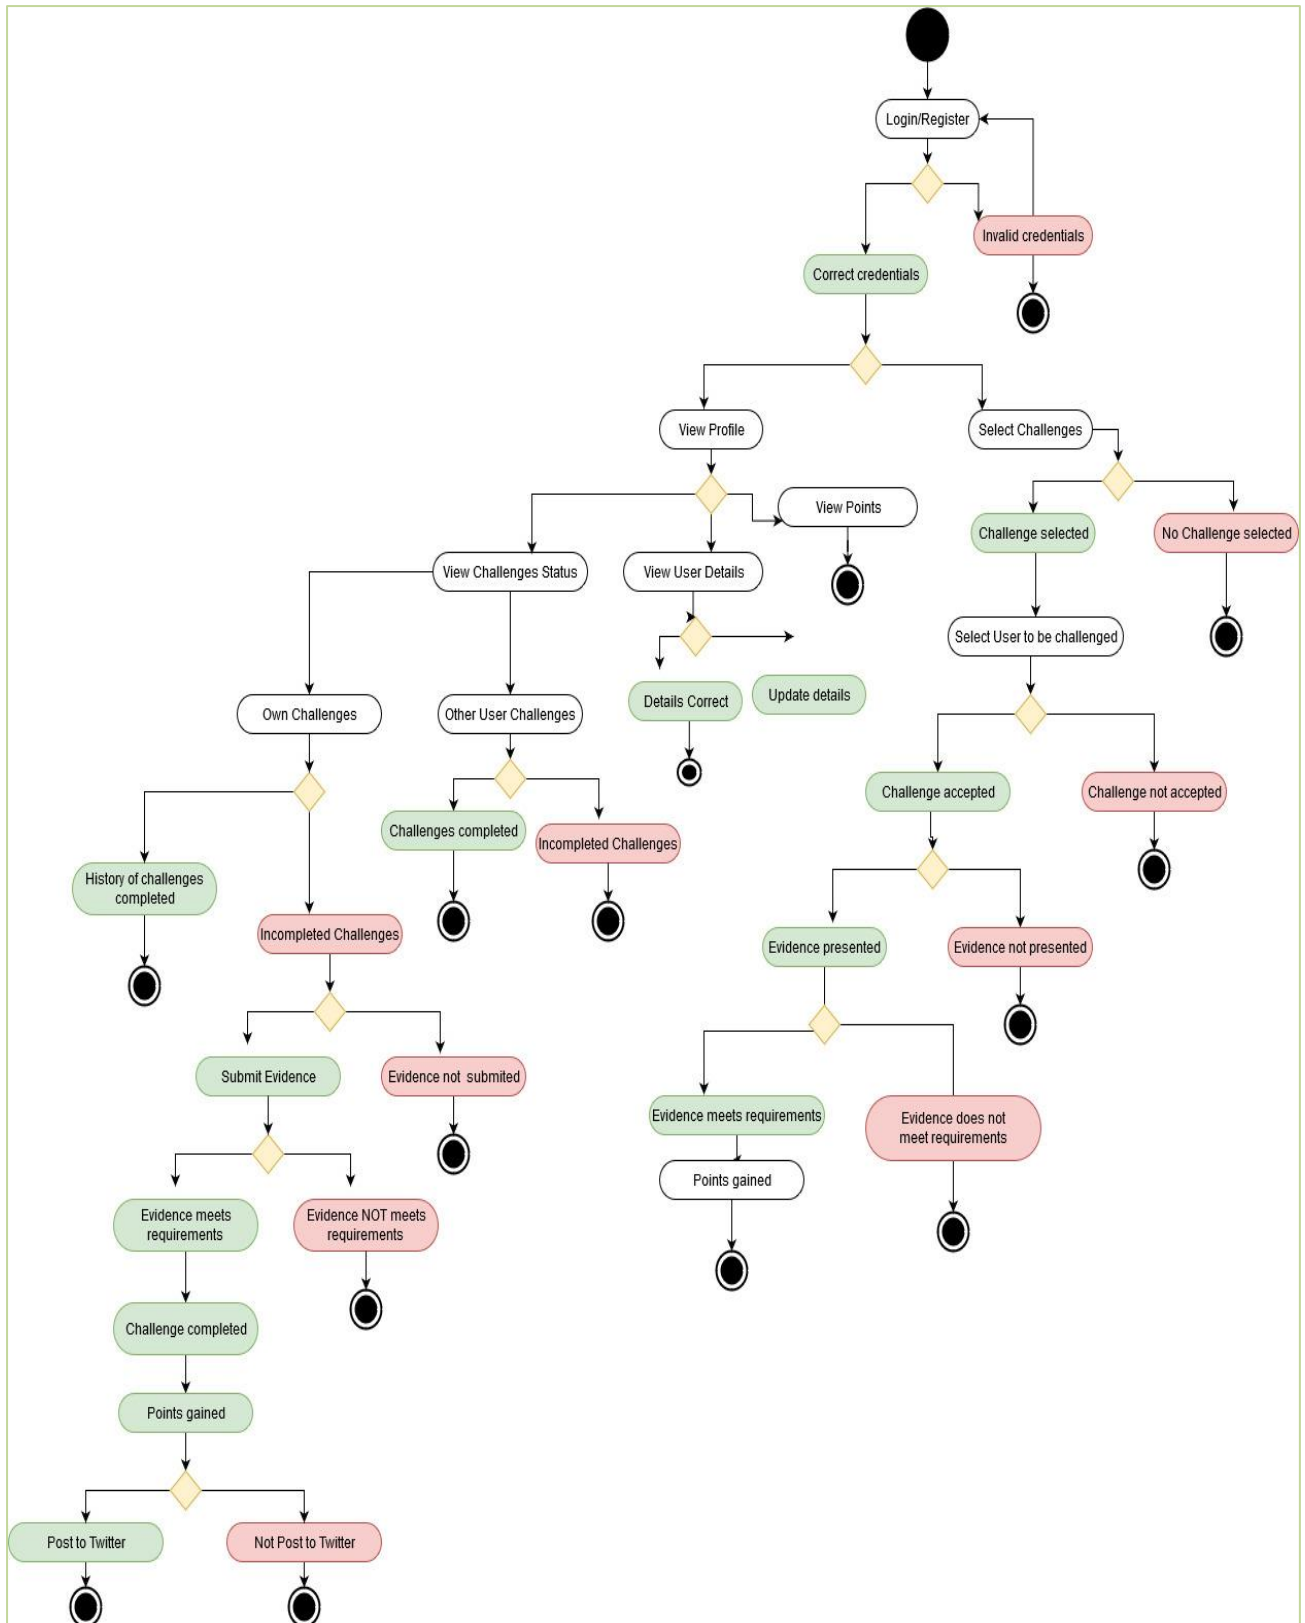 Login/Register
Invalid credentials
Correct credentials
View Profile
Select Challenges
View Points
Challenge selected
No Challenge selected
View Challenges Status
View User Details
Select User to be challenged
Details Correct
Update details
Own Challenges
Other User Challenges
Challenge accepted
Challenge not accepted
Challenges completed
Incompleted Challenges
History of challenges
completed
Incompleted Challenges
Evidence presented
Evidence not presented
Submit Evidence
Evidence not submited
Evidence meets requirements
Evidence does not
meet requirements
Points gained
Evidence meets
requirements
Evidence NOT meets
requirements
Challenge completed
Points gained
Post to Twitter
Not Post to Twitter